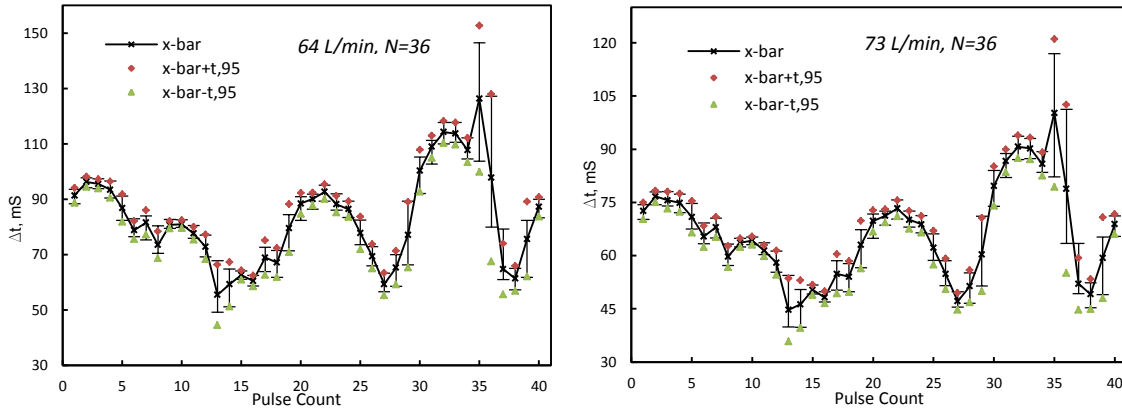 64 L/min, N=36
x-bar
x-bar+t,95
x-bar-t,95
Δt, mS
150
130
110
90
70
50
30
0 5 10 15 20 25 30 35 40
Pulse Count
73 L/min, N=36
x-bar
x-bar+t,95
x-bar-t,95
Δt, mS
120
105
90
75
60
45
30
0 5 10 15 20 25 30 35 40
Pulse Count